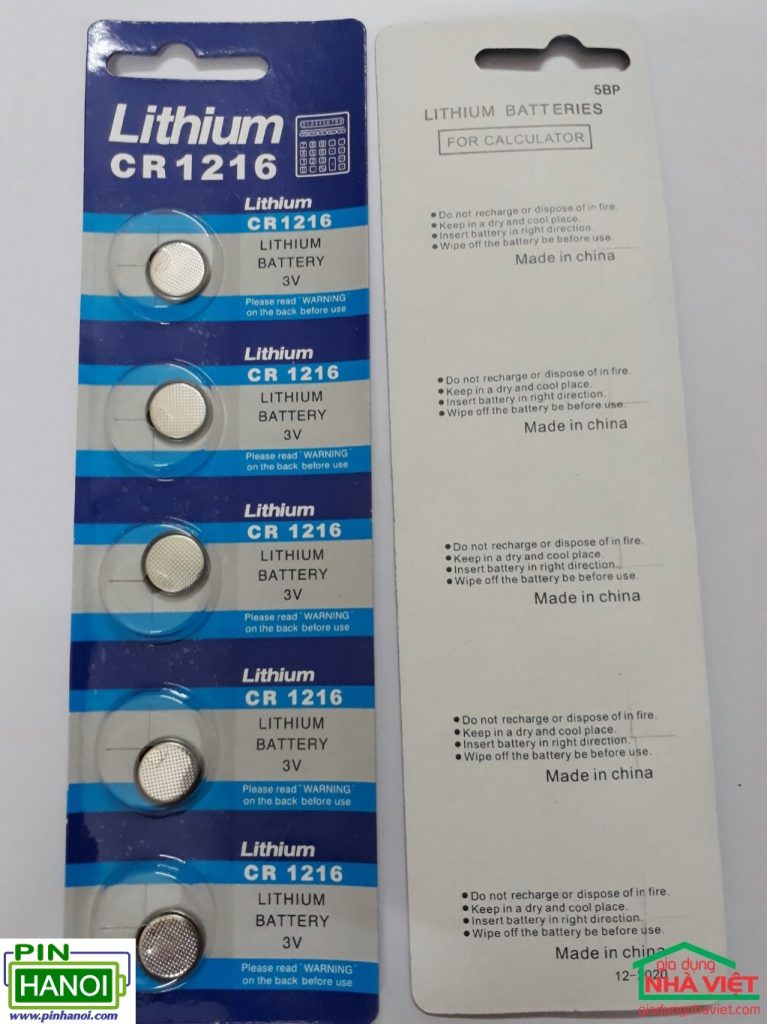 Lithium
CR1216
Lithium
CR1216
LITHIUM
BATTERY
3V
Please read "WARNING"
on the back before use
Lithium
CR 1216
LITHIUM
BATTERY
3V
Please read "WARNING"
on the back before use
Lithium
CR 1216
LITHIUM
BATTERY
3V
Please read "WARNING"
on the back before use
Lithium
CR 1216
LITHIUM
BATTERY
3V
Please read "WARNING"
on the back before use
Lithium
CR 1216
LITHIUM
BATTERY
3V
Please read "WARNING"
on the back before use
5BP
LITHIUM BATTERIES
FOR CALCULATOR
• Do not recharge or dispose of in fire.
• Keep in a dry and cool place.
• Insert battery in right direction.
• Wipe off the battery be before use.
Made in china
• Do not recharge or dispose of in fire.
• Keep in a dry and cool place.
• Insert battery in right direction.
• Wipe off the battery be before use.
Made in china
• Do not recharge or dispose of in fire.
• Keep in a dry and cool place.
• Insert battery in right direction.
• Wipe off the battery be before use.
Made in china
• Do not recharge or dispose of in fire.
• Keep in a dry and cool place.
• Insert battery in right direction.
• Wipe off the battery be before use.
Made in china
• Do not recharge or dispose of in fire.
• Keep in a dry and cool place.
• Insert battery in right direction.
• Wipe off the battery be before use.
Made in china
12-2020
PIN
HANOI
www.pinhanoi.com
gia dụng
NHÀ VIỆT
giadungnhaviet.com